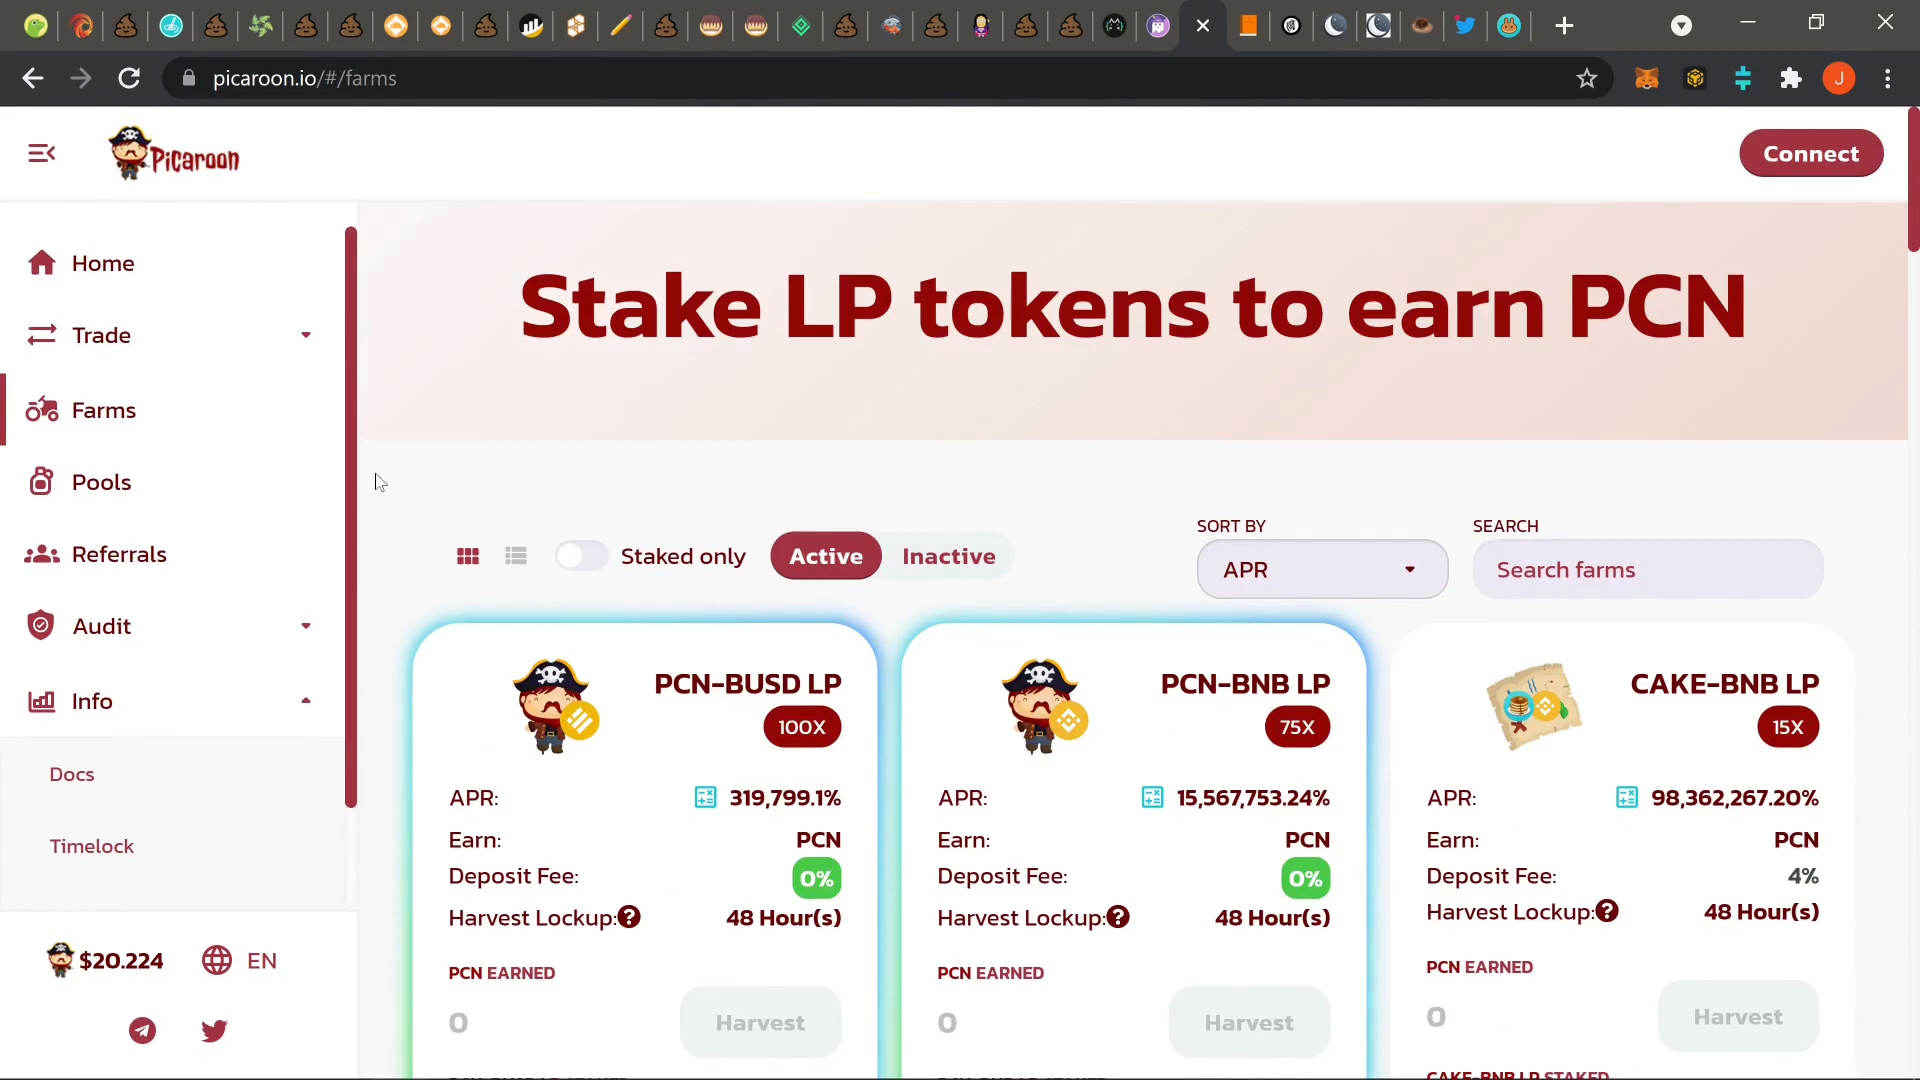 picaroon.io/#/farms
J
Picaroon
Connect
Home
Trade
Farms
Pools
Referrals
Audit
Info
Docs
Timelock
$20.224
EN
Stake LP tokens to earn PCN
Staked only
Active
Inactive
SORT BY
APR
SEARCH
Search farms
PCN-BUSD LP
100X
APR:
319,799.1%
Earn:
PCN
Deposit Fee:
0%
Harvest Lockup:
48 Hour(s)
PCN EARNED
0
Harvest
PCN-BNB LP
75X
APR:
15,567,753.24%
Earn:
PCN
Deposit Fee:
0%
Harvest Lockup:
48 Hour(s)
PCN EARNED
0
Harvest
CAKE-BNB LP
15X
APR:
98,362,267.20%
Earn:
PCN
Deposit Fee:
4%
Harvest Lockup:
48 Hour(s)
PCN EARNED
0
Harvest
CAKE-BNB LP STAKED